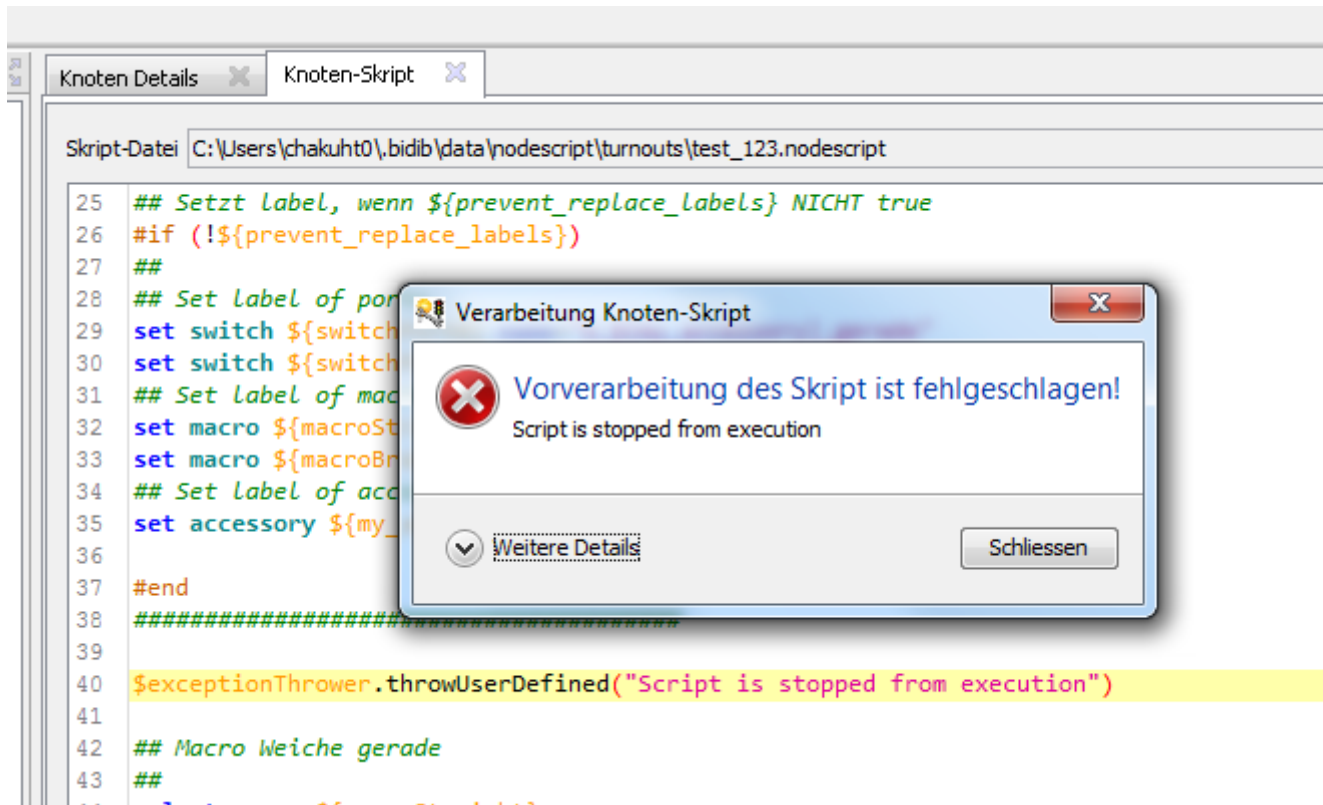 Knoten Details
Knoten-Skript
Skript-Datei C:\Users\chakuht0\.bidib\data\nodescript\turnouts\test_123.nodescript
25 ## Setzt label, wenn ${prevent_replace_labels} NICHT true
26 #if (!${prevent_replace_labels})
27 ##
28 ## Set label of por
29 set switch ${switch
30 set switch ${switch
31 ## Set label of mac
32 set macro ${macroSt
33 set macro ${macroBr
34 ## Set label of acc
35 set accessory ${my_
36
37 #end
38 #######################################
39
40 $exceptionThrower.throwUserDefined("Script is stopped from execution")
41
42 ## Macro Weiche gerade
43 ##
Verarbeitung Knoten-Skript
Vorverarbeitung des Skript ist fehlgeschlagen!
Script is stopped from execution
Weitere Details
Schliessen